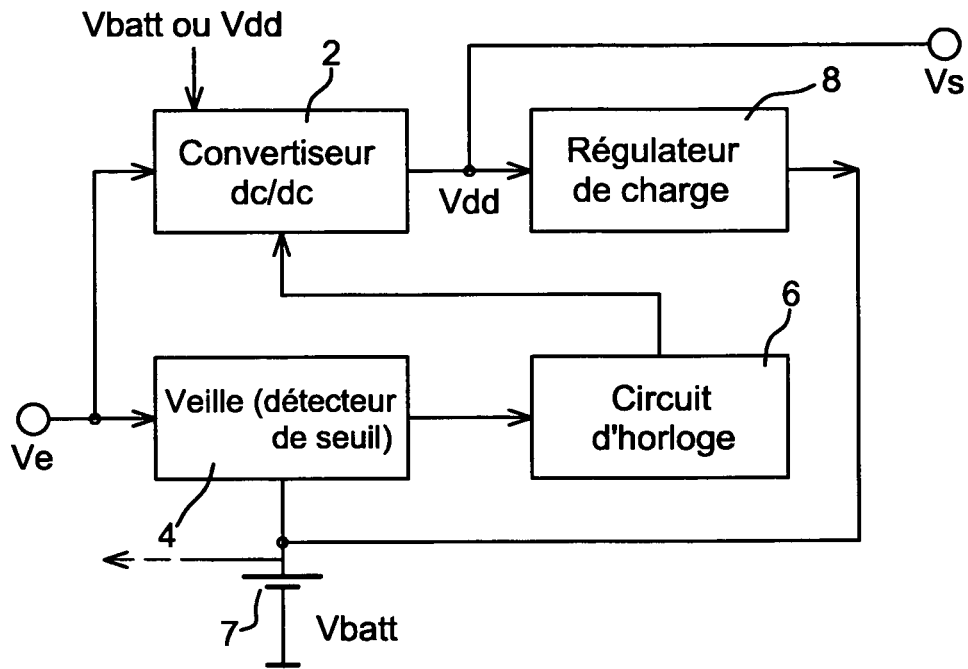 Vbatt ou Vdd
2
Convertiseur
dc/dc
Vdd
8
Régulateur
de charge
Vs
Ve
Veille (détecteur
de seuil)
4
6
Circuit
d'horloge
7
Vbatt